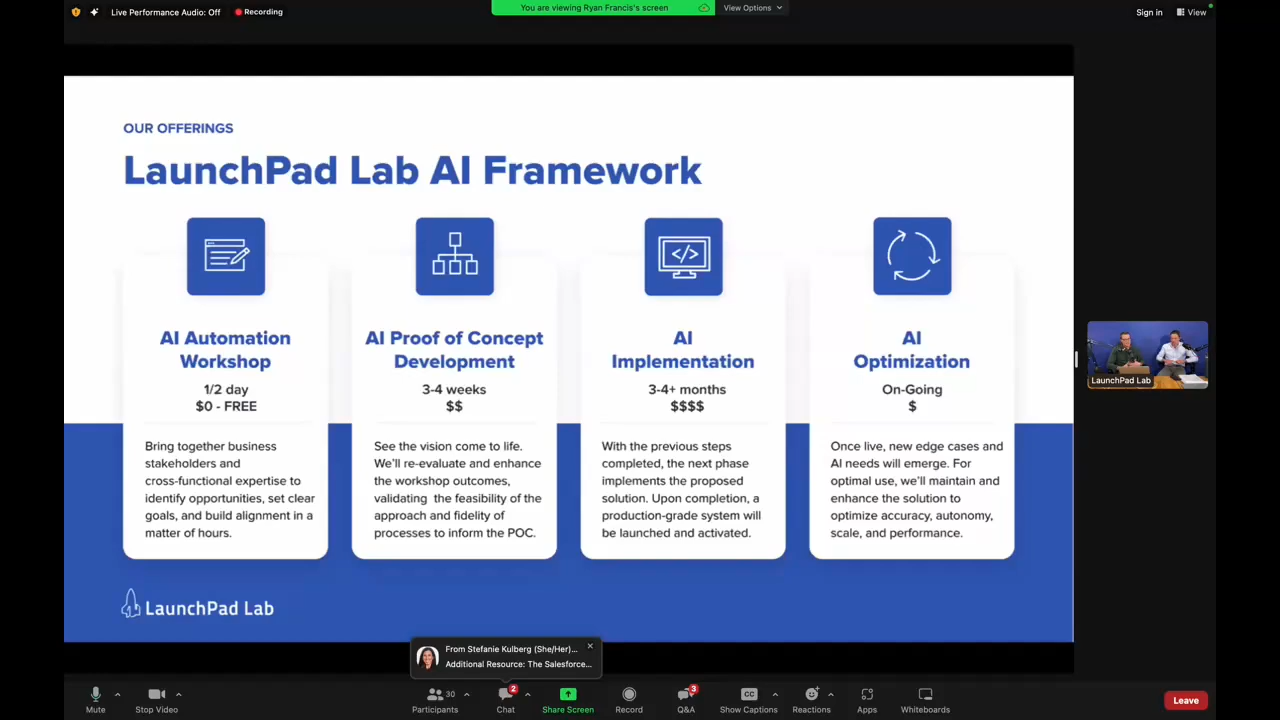 Live Performance Audio: Off
Recording
You are viewing Ryan Francis's screen
View Options
Sign in
View
OUR OFFERINGS
LaunchPad Lab AI Framework
AI Automation
Workshop
1/2 day
$0 - FREE
Bring together business
stakeholders and
cross-functional expertise to
identify opportunities, set clear
goals, and build alignment in a
matter of hours.
AI Proof of Concept
Development
3-4 weeks
$$
See the vision come to life.
We'll re-evaluate and enhance
the workshop outcomes,
validating the feasibility of the
approach and fidelity of
processes to inform the POC.
AI
Implementation
3-4+ months
$$$$
With the previous steps
completed, the next phase
implements the proposed
solution. Upon completion, a
production-grade system will
be launched and activated.
AI
Optimization
On-Going
$
Once live, new edge cases and
AI needs will emerge. For
optimal use, we'll maintain and
enhance the solution to
optimize accuracy, autonomy,
scale, and performance.
LaunchPad Lab
LaunchPad Lab
From Stefanie Kulberg (She/Her)...
Additional Resource: The Salesforce...
Mute
Stop Video
30
Participants
2
Chat
Share Screen
Record
3
Q&A
CC
Show Captions
Reactions
Apps
Whiteboards
Leave